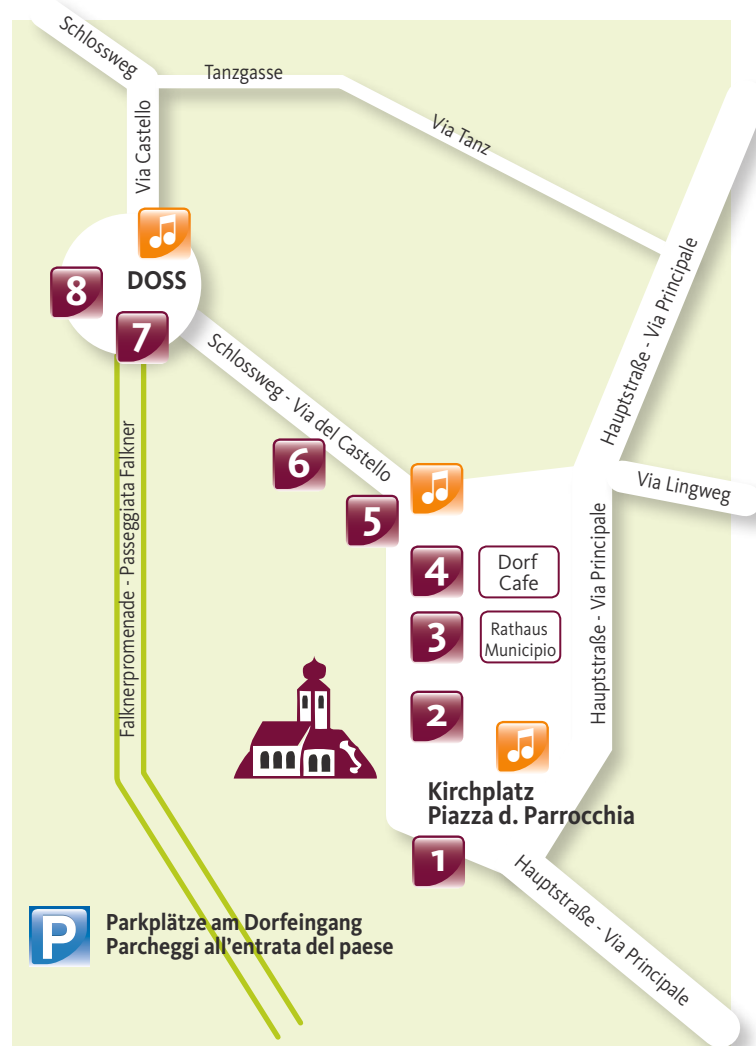 Schlossweg
Tanzgasse
Via Tanz
Via Castello
DOSS
8
7
Hauptstraße - Via Principale
Schlossweg - Via del Castello
6
5
Via Lingweg
4
Dorf
Cafe
3
Rathaus
Municipio
Hauptstraße - Via Principale
Falknerpromenade - Passeggiata Falkner
2
Kirchplatz
Piazza d. Parrocchia
1
Hauptstraße - Via Principale
P
Parkplätze am Dorfeingang
Parcheggi all'entrata del paese